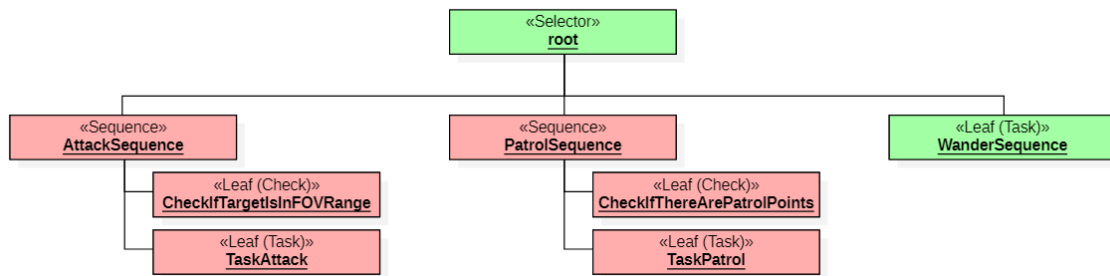 «Selector»
root
«Sequence»
AttackSequence
«Sequence»
PatrolSequence
«Leaf (Task)»
WanderSequence
«Leaf (Check)»
CheckIfTargetIsInFOVRange
«Leaf (Check)»
CheckIfThereArePatrolPoints
«Leaf (Task)»
TaskAttack
«Leaf (Task)»
TaskPatrol